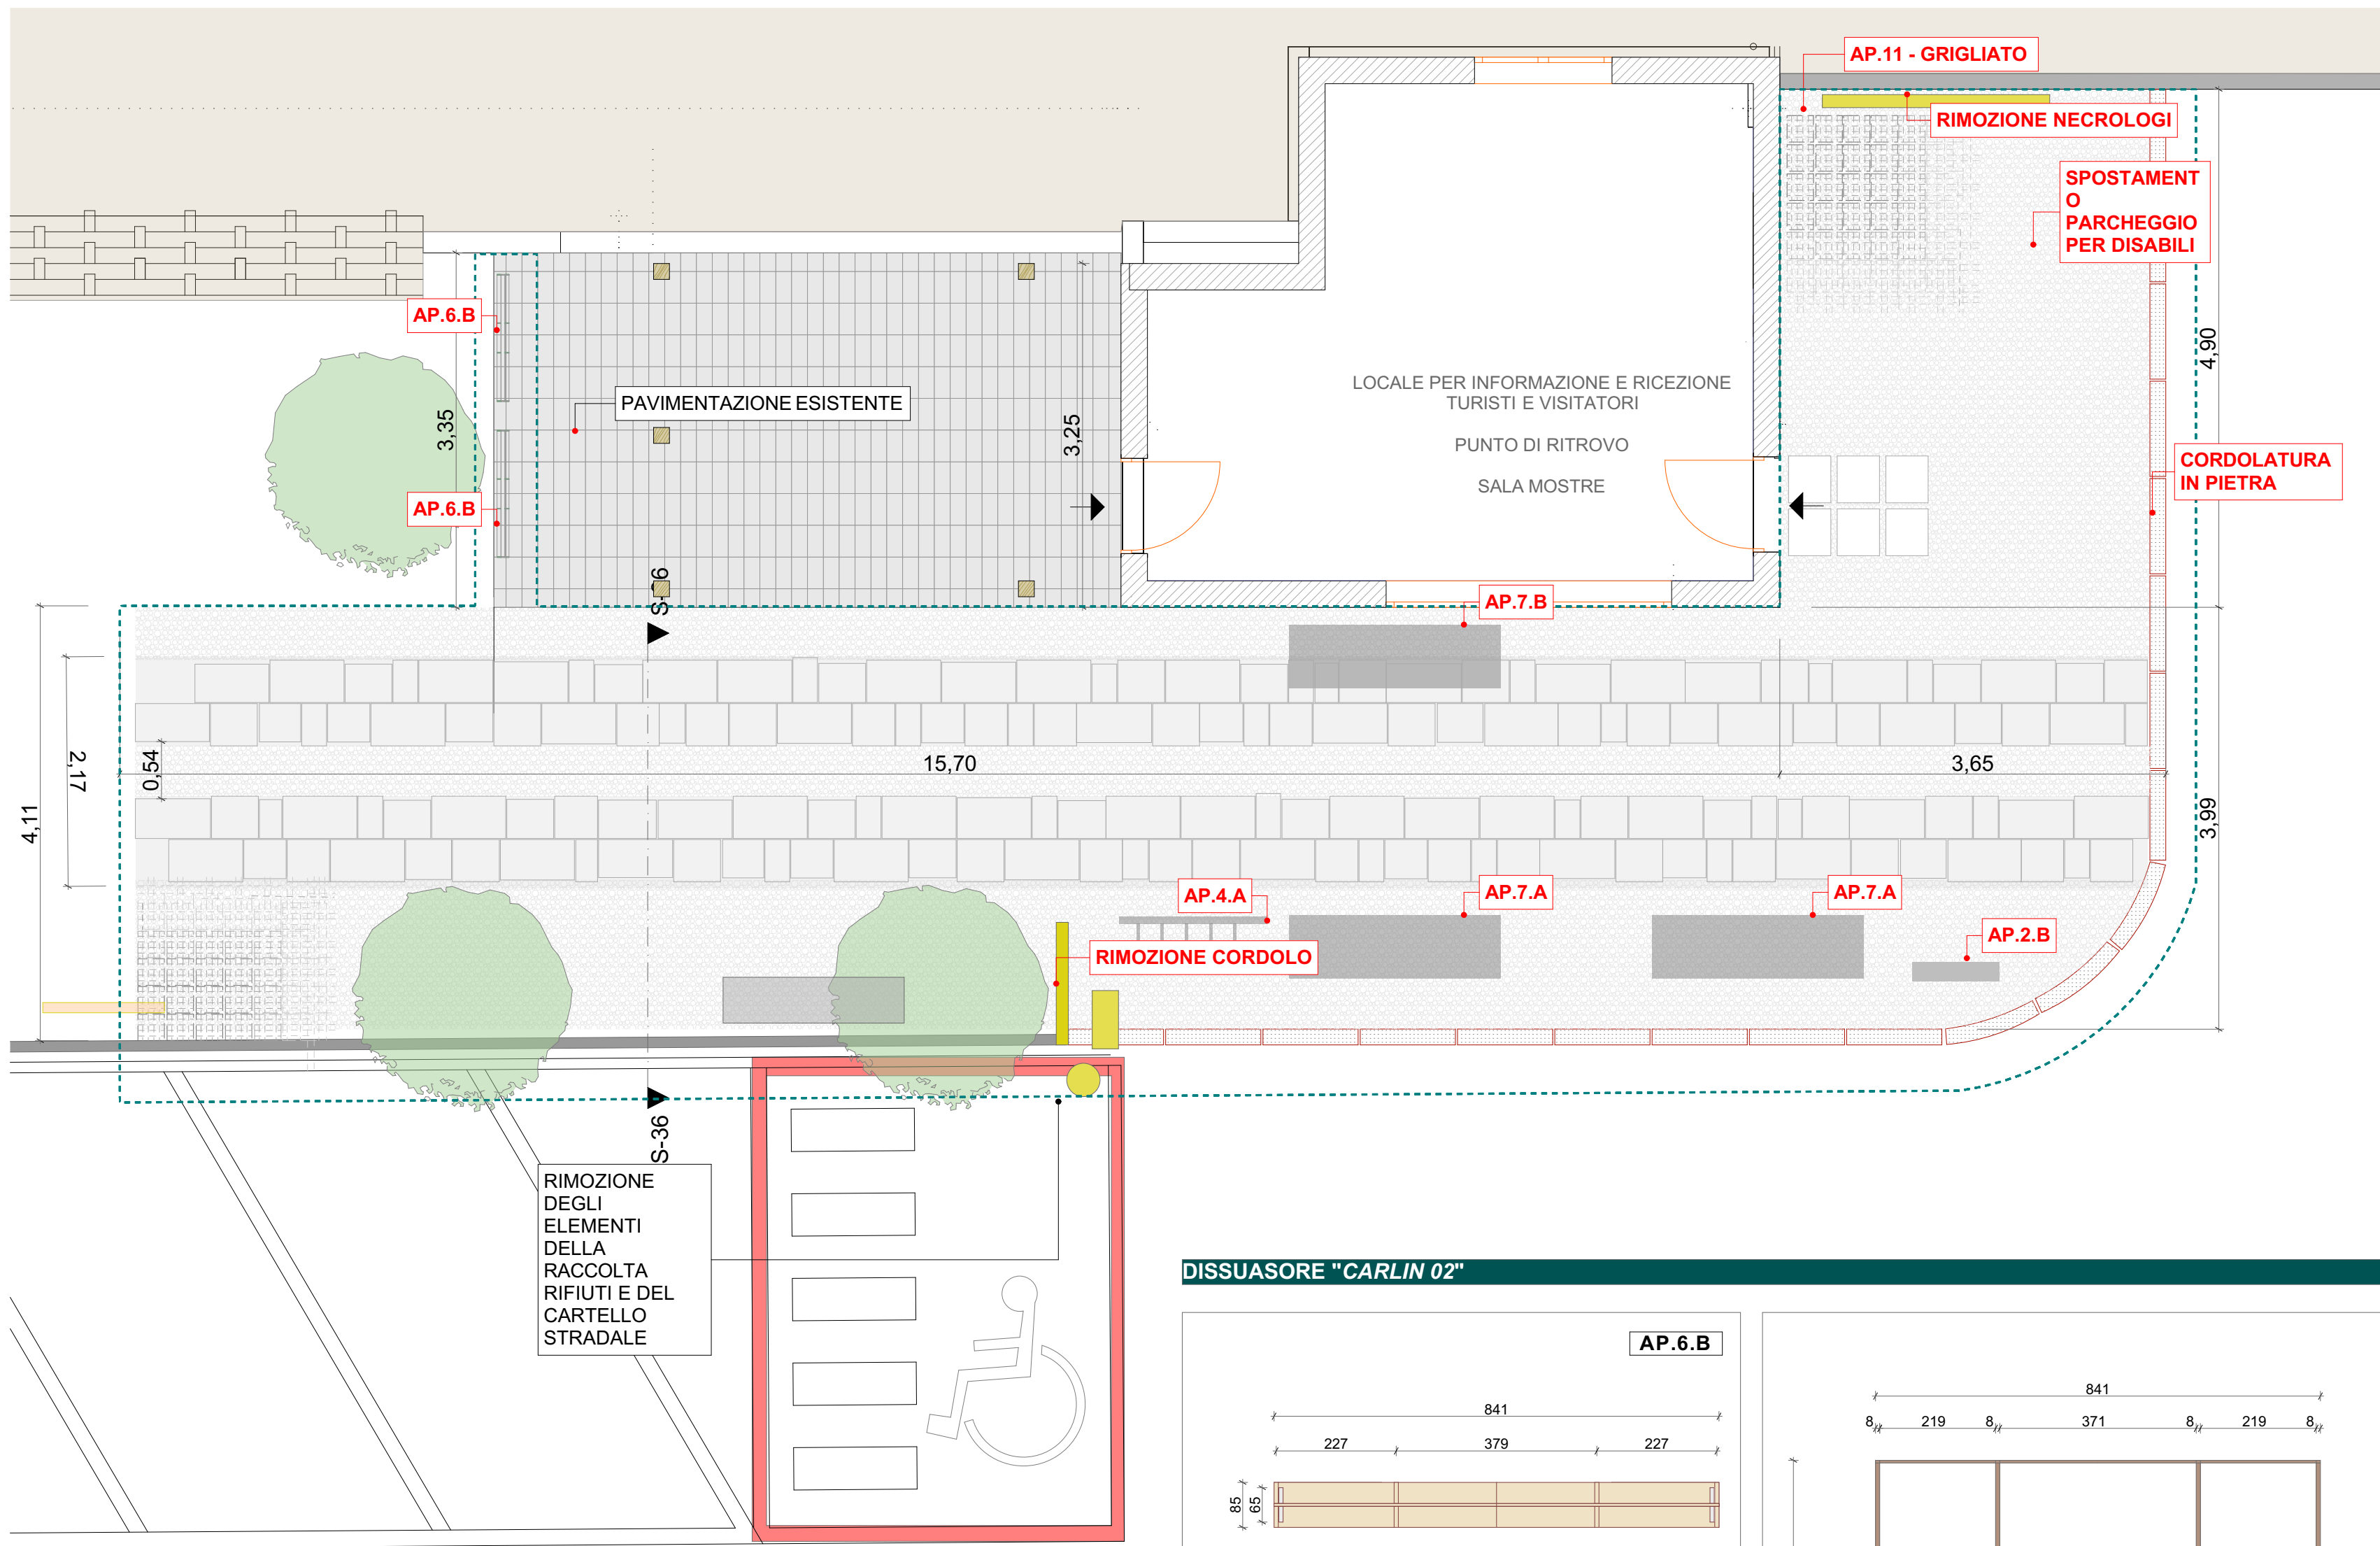 AP.11 - GRIGLIATO
RIMOZIONE NECROLOGI
SPOSTAMENT
O
PARCHEGGIO
PER DISABILI
AP.6.B
3,35
PAVIMENTAZIONE ESISTENTE
3,25
LOCALE PER INFORMAZIONE E RICEZIONE
TURISTI E VISITATORI
PUNTO DI RITROVO
SALA MOSTRE
4,90
CORDOLATURA
IN PIETRA
AP.6.B
S-36
AP.7.B
4,11
2,17
0,54
15,70
3,65
3,99
AP.4.A
AP.7.A
AP.7.A
AP.2.B
RIMOZIONE CORDOLO
S-36
RIMOZIONE
DEGLI
ELEMENTI
DELLA
RACCOLTA
RIFIUTI E DEL
CARTELLO
STRADALE
DISSUASORE "CARLIN 02"
AP.6.B
841
227 379 227
85
65
841
8 219 8 371 8 219 8